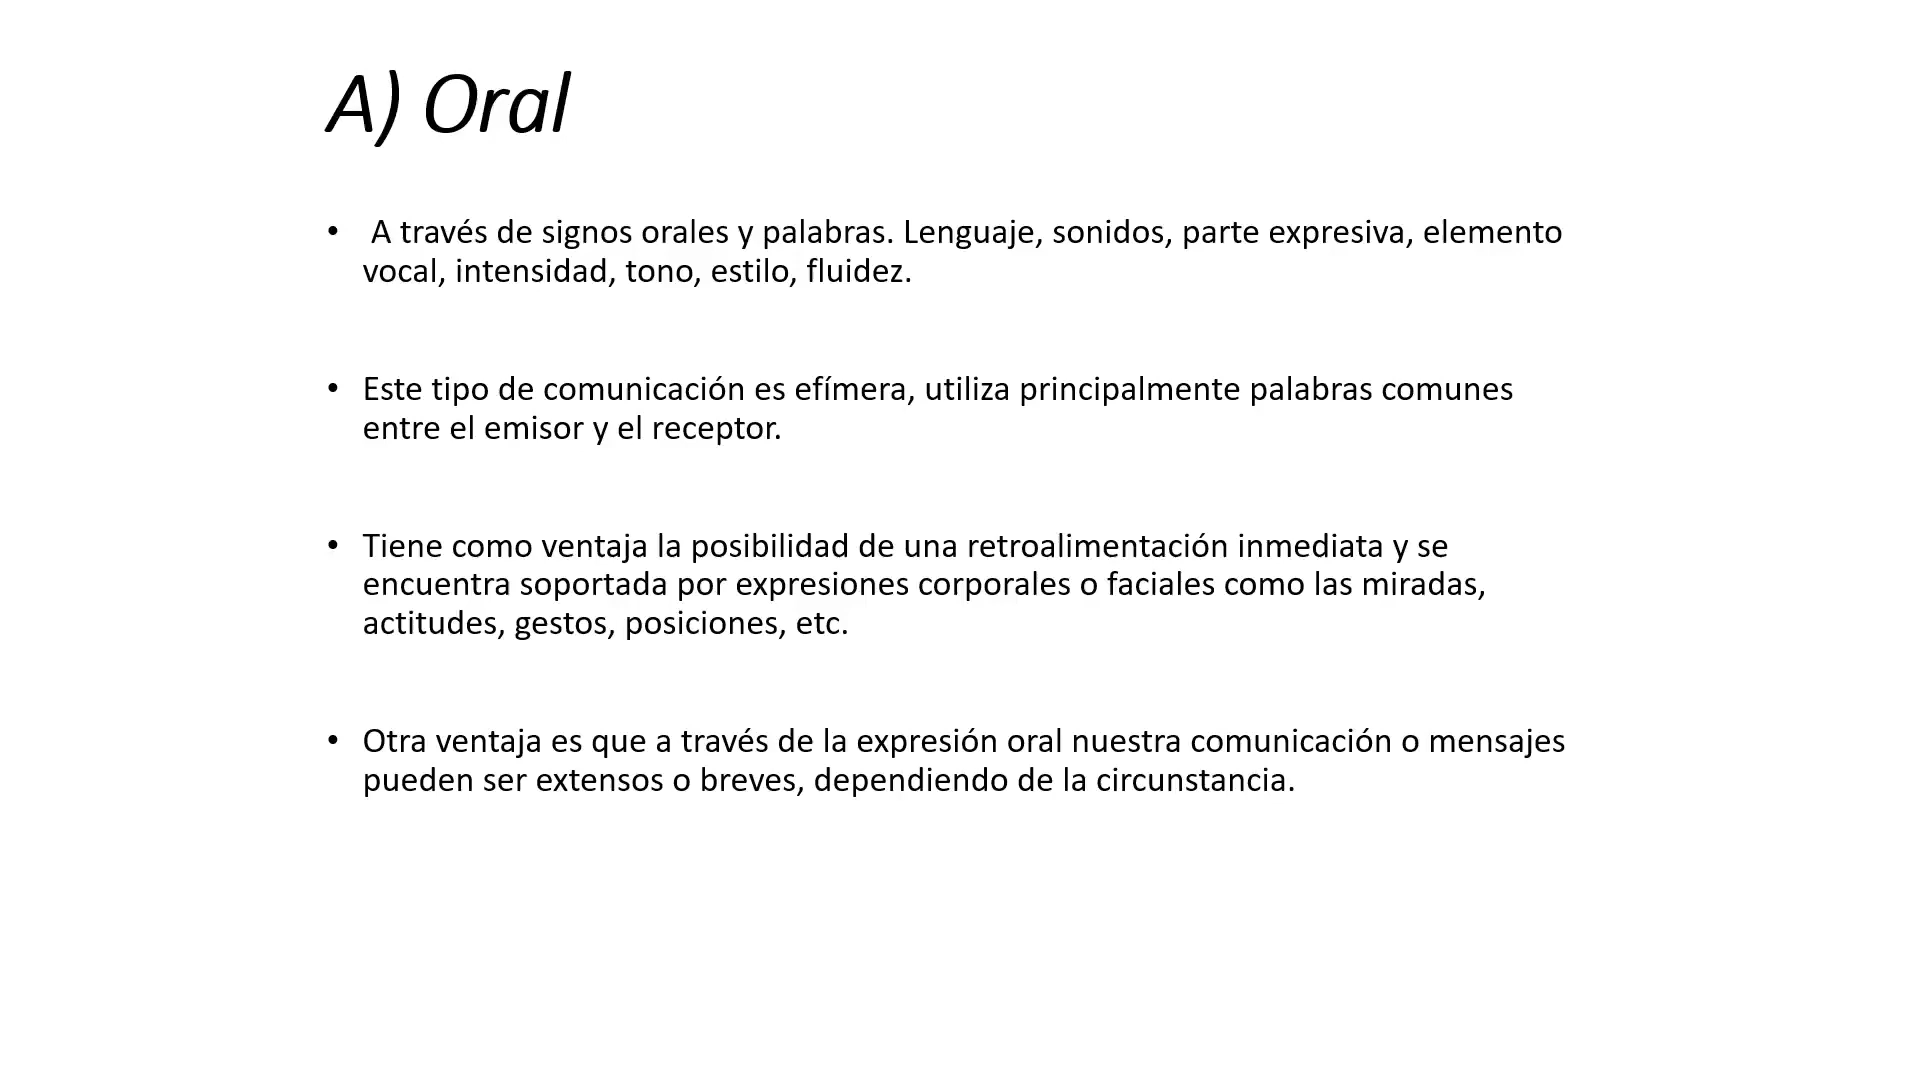 A) Oral
• A través de signos orales y palabras. Lenguaje, sonidos, parte expresiva, elemento
vocal, intensidad, tono, estilo, fluidez.
• Este tipo de comunicación es efímera, utiliza principalmente palabras comunes
entre el emisor y el receptor.
• Tiene como ventaja la posibilidad de una retroalimentación inmediata y se
encuentra soportada por expresiones corporales o faciales como las miradas,
actitudes, gestos, posiciones, etc.
• Otra ventaja es que a través de la expresión oral nuestra comunicación o mensajes
pueden ser extensos o breves, dependiendo de la circunstancia.